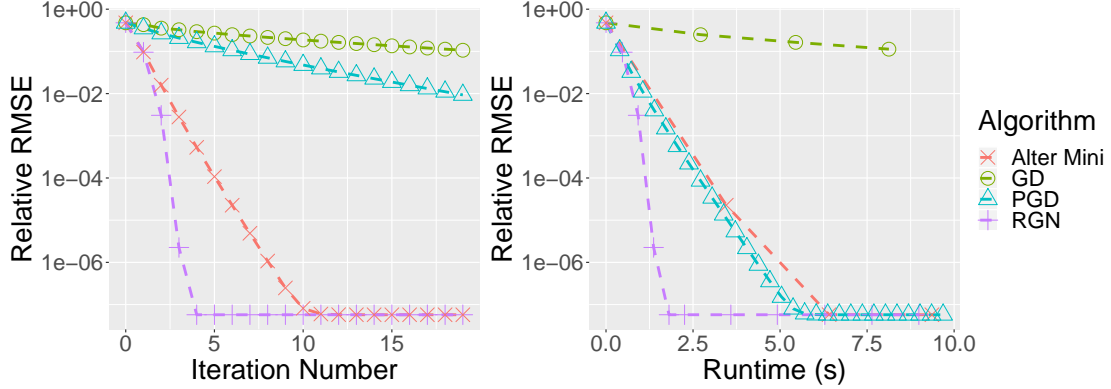 Relative RMSE
1e+00
1e-02
1e-04
1e-06
0
5
10
15
Iteration Number
Relative RMSE
1e+00
1e-02
1e-04
1e-06
0.0
2.5
5.0
7.5
10.0
Runtime (s)
Algorithm
Alter Mini
GD
PGD
RGN